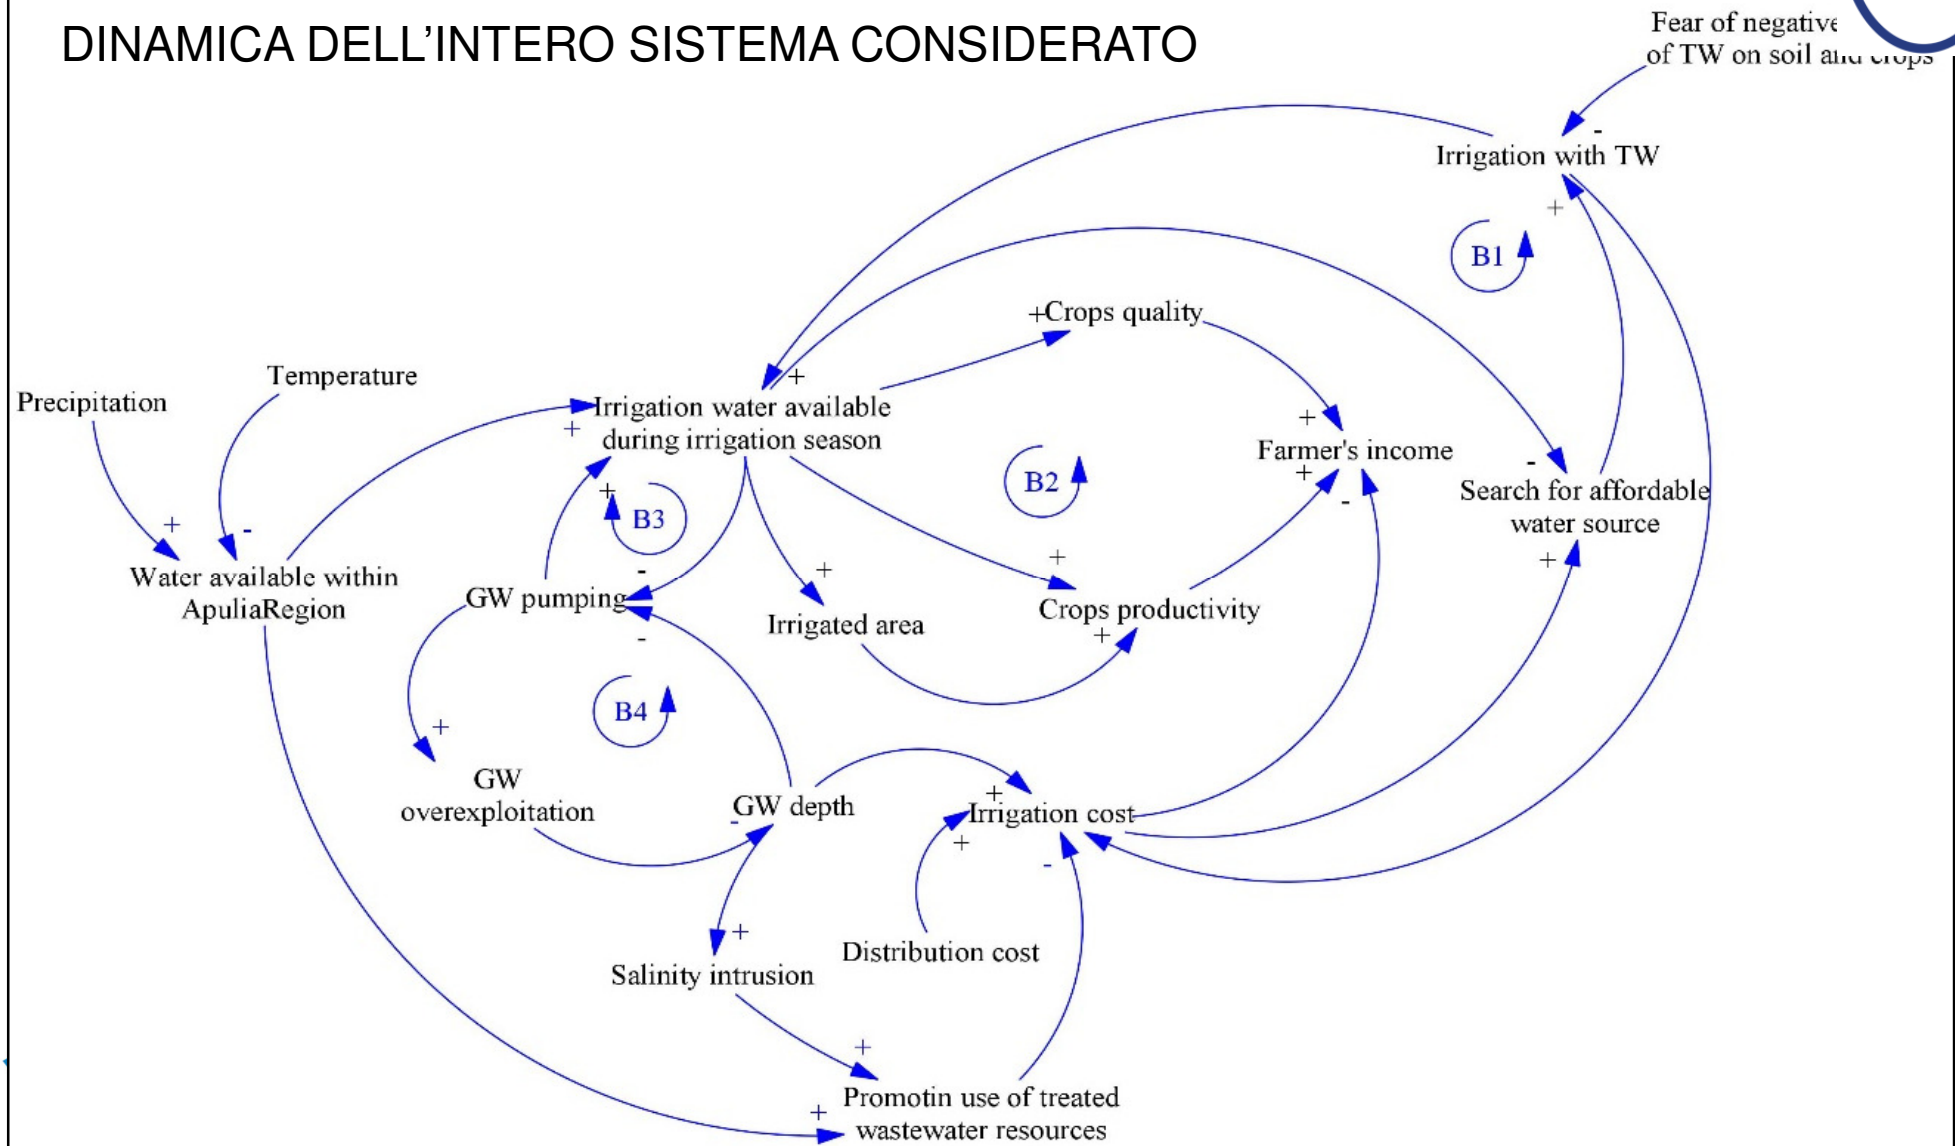 DINAMICA DELL'INTERO SISTEMA CONSIDERATO
Fear of negative
of TW on soil and crops
-
Irrigation with TW
+
B1
+Crops quality
Temperature
Precipitation
+
Irrigation water available
during irrigation season
+
+
Farmer's income
+
-
-
Search for affordable
water source
+
B2
+
B3
+
-
Water available within
ApuliaRegion
-
GW pumping
-
+
Irrigated area
+
Crops productivity
+
B4
+
GW
overexploitation
-
GW depth
+
Irrigation cost
+
-
Distribution cost
+
Salinity intrusion
+
Promotin use of treated
wastewater resources
+